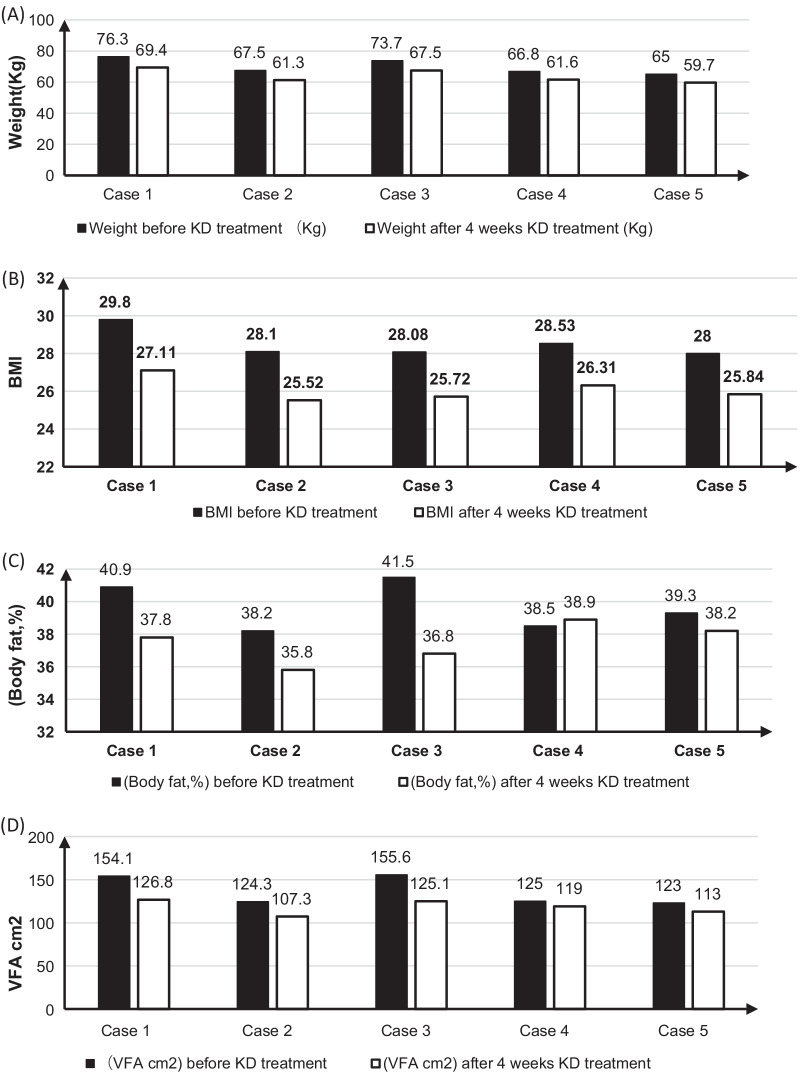 (A)
Weight(Kg)
100
80
60
40
20
0
76.3 69.4 67.5 61.3 73.7 67.5 66.8 61.6 65 59.7
Case 1 Case 2 Case 3 Case 4 Case 5
Weight before KD treatment （Kg) Weight after 4 weeks KD treatment (Kg)
(B)
BMI
32
30
28
26
24
22
29.8 27.11 28.1 25.52 28.08 25.72 28.53 26.31 28 25.84
Case 1 Case 2 Case 3 Case 4 Case 5
BMI before KD treatment BMI after 4 weeks KD treatment
(C)
(Body fat,%)
42
40
38
36
34
32
40.9 37.8 38.2 35.8 41.5 36.8 38.5 38.9 39.3 38.2
Case 1 Case 2 Case 3 Case 4 Case 5
(Body fat,%) before KD treatment (Body fat,%) after 4 weeks KD treatment
(D)
VFA cm2
200
150
100
50
0
154.1 126.8 124.3 107.3 155.6 125.1 125 119 123 113
Case 1 Case 2 Case 3 Case 4 Case 5
（VFA cm2) before KD treatment (VFA cm2) after 4 weeks KD treatment